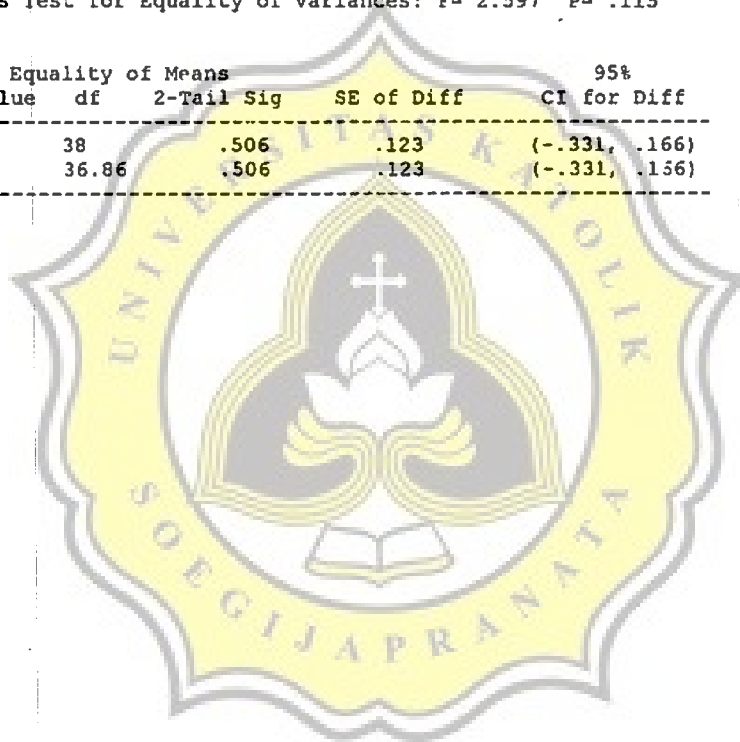 s Test for Equality of Variances: F= 2.597 P= .115
Equality of Means 95%
lue df 2-Tail Sig SE of Diff CI for Diff
38 .506 .123 (-.331, .166)
36.86 .506 .123 (-.331, .156)
UNIVERSITAS KATOLIK
SOEGIJAPRANATA